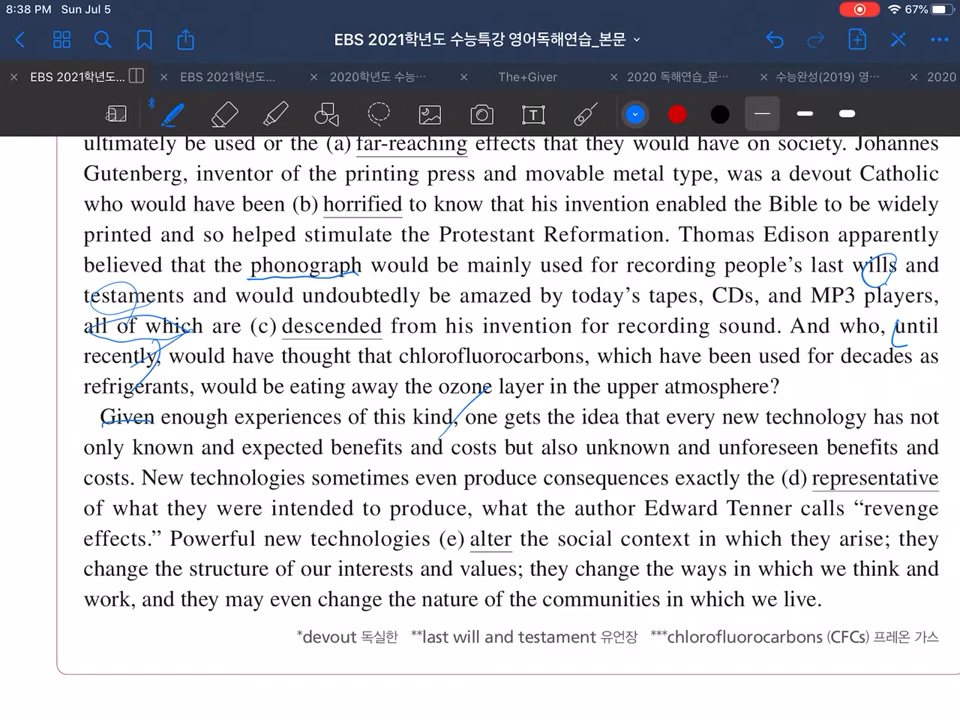 8:38 PM Sun Jul 5
67%
EBS 2021학년도 수능특강 영어독해연습_본문
EBS 2021학년도... EBS 2021학년도... 2020학년도 수능… The+Giver 2020 독해연습_문… 수능완성(2019) 영… 2020
ultimately be used or the (a) far-reaching effects that they would have on society. Johannes
Gutenberg, inventor of the printing press and movable metal type, was a devout Catholic
who would have been (b) horrified to know that his invention enabled the Bible to be widely
printed and so helped stimulate the Protestant Reformation. Thomas Edison apparently
believed that the phonograph would be mainly used for recording people's last wills and
testaments and would undoubtedly be amazed by today's tapes, CDs, and MP3 players,
all of which are (c) descended from his invention for recording sound. And who, until
recently, would have thought that chlorofluorocarbons, which have been used for decades as
refrigerants, would be eating away the ozone layer in the upper atmosphere?
Given enough experiences of this kind, one gets the idea that every new technology has not
only known and expected benefits and costs but also unknown and unforeseen benefits and
costs. New technologies sometimes even produce consequences exactly the (d) representative
of what they were intended to produce, what the author Edward Tenner calls “revenge
effects.” Powerful new technologies (e) alter the social context in which they arise; they
change the structure of our interests and values; they change the ways in which we think and
work, and they may even change the nature of the communities in which we live.
*devout 독실한 **last will and testament 유언장 ***chlorofluorocarbons (CFCs) 프레온 가스